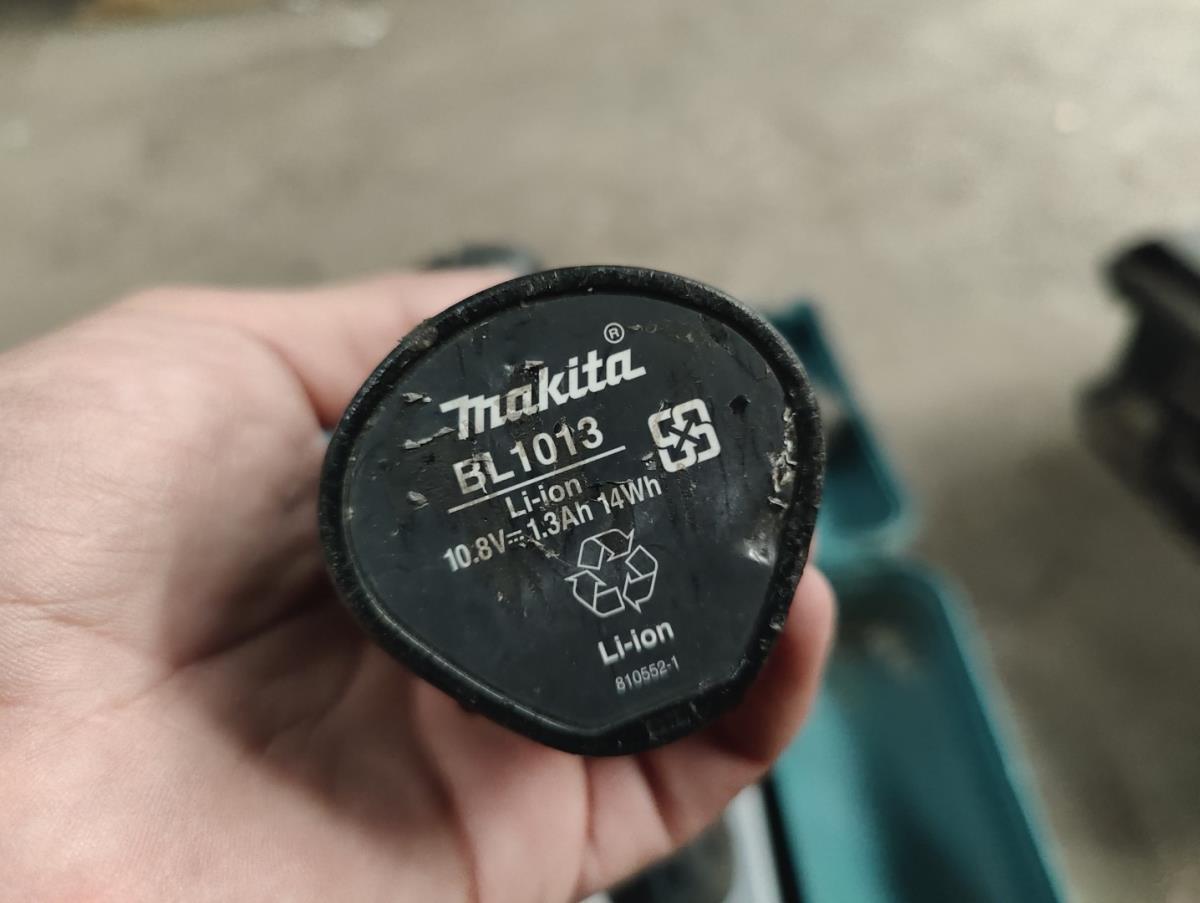 Makita®
BL1013
Li-ion
10.8V⎓1.3Ah 14Wh
Li-ion
810552-1